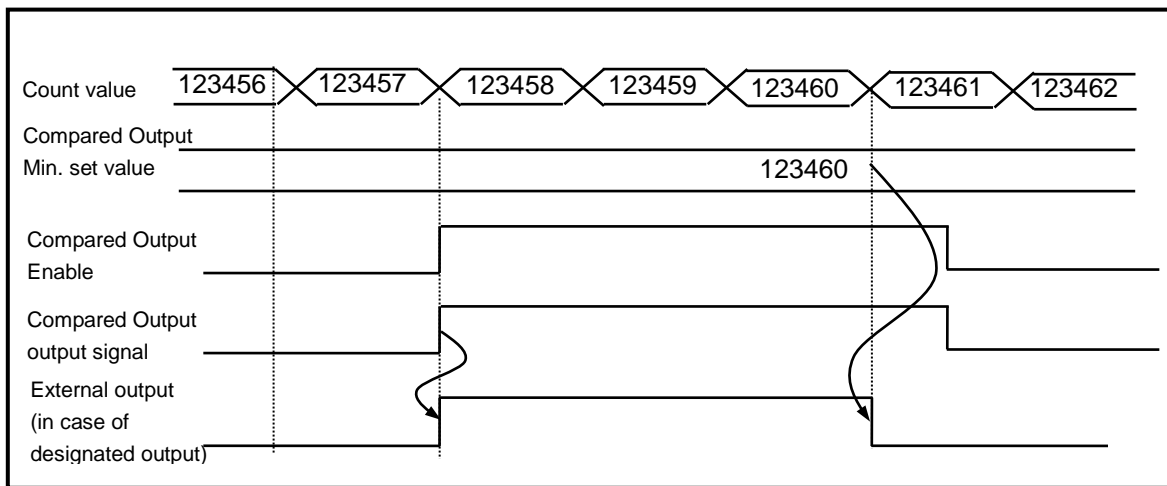 Count value 123456 123457 123458 123459 123460 123461 123462
Compared Output
Min. set value 123460
Compared Output
Enable
Compared Output
output signal
External output
(in case of
designated output)